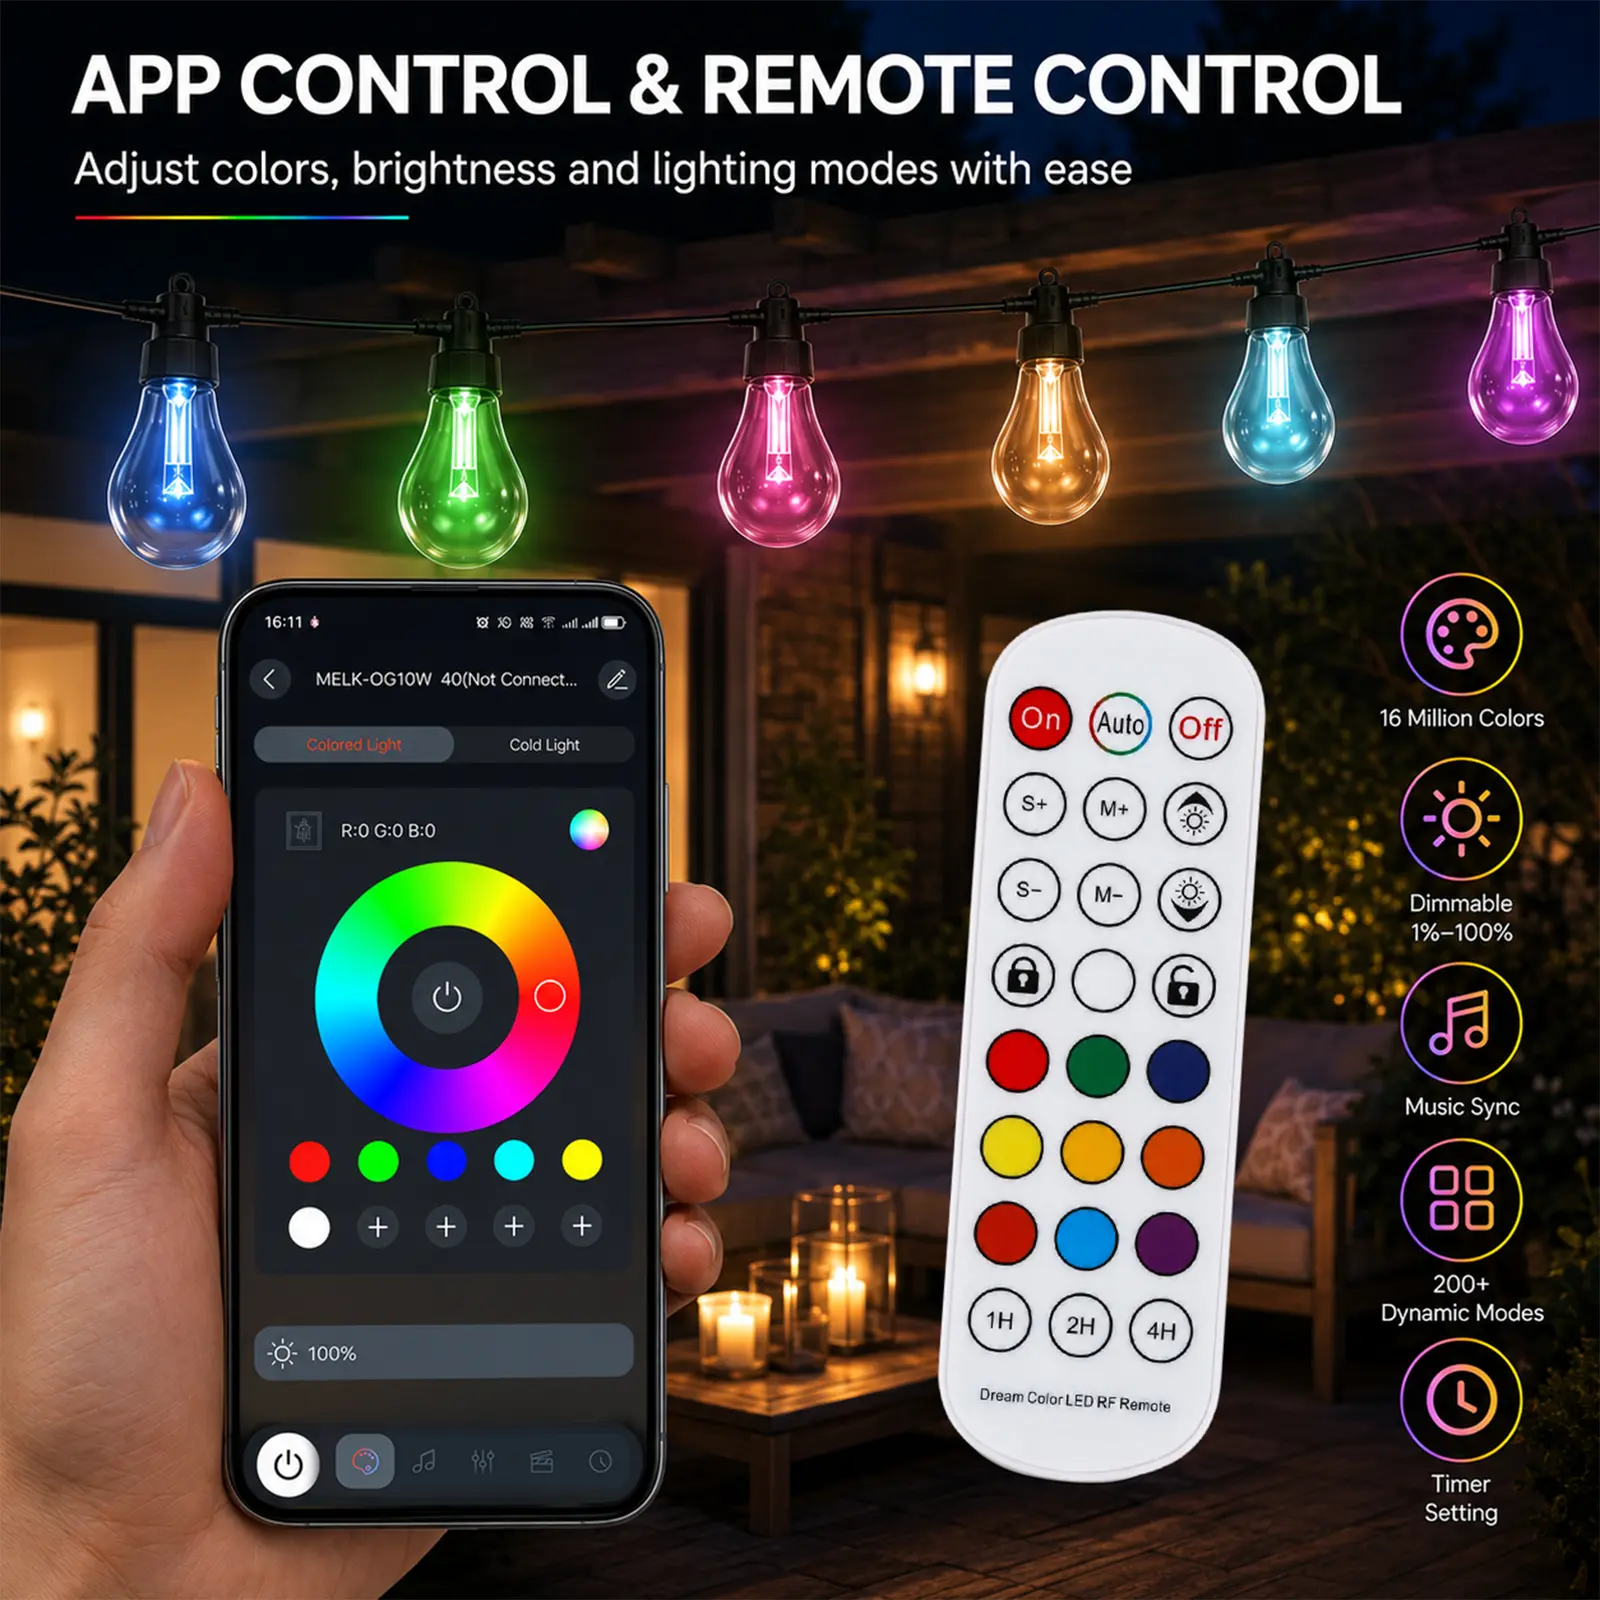 APP CONTROL & REMOTE CONTROL
Adjust colors, brightness and lighting modes with ease
16:11
MELK-OG10W 40(Not Connect...
Colored Light
Cold Light
R:0 G:0 B:0
100%
On
Auto
Off
S+
M+
S-
M-
1H
2H
4H
Dream Color LED RF Remote
16 Million Colors
Dimmable
1%-100%
Music Sync
200+
Dynamic Modes
Timer
Setting